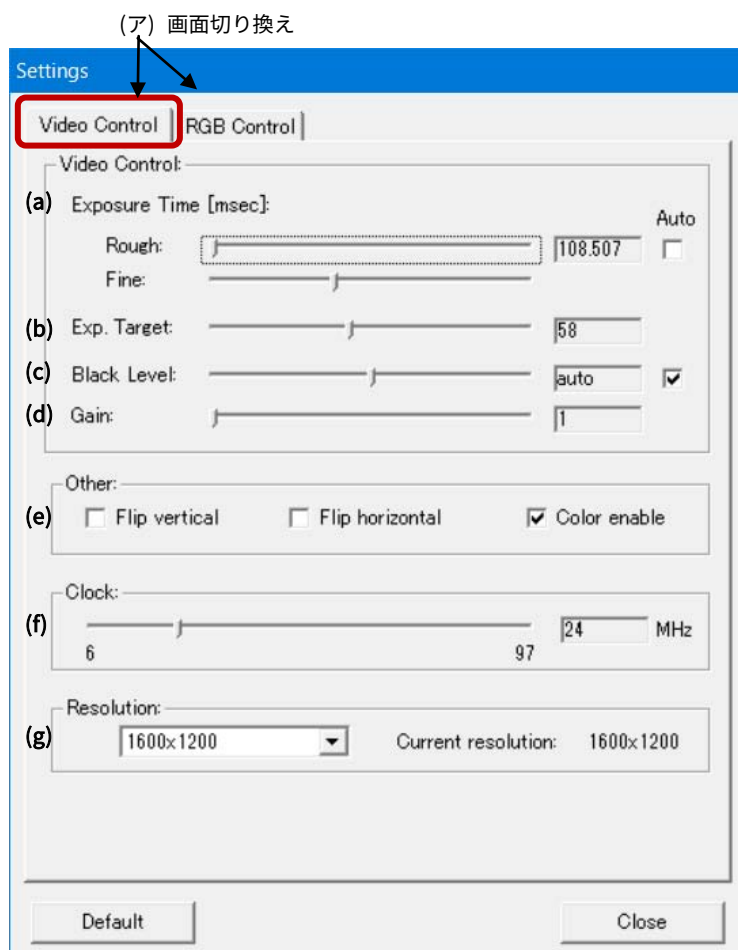 (ア) 画面切り換え
Settings
Video Control RGB Control
Video Control:
(a) Exposure Time [msec]:
Auto
Rough: 108.507
Fine:
(b) Exp. Target: 58
(c) Black Level: auto
(d) Gain: 1
Other:
(e) Flip vertical Flip horizontal Color enable
Clock:
(f) 24 MHz
6 97
Resolution:
(g) 1600x1200 Current resolution: 1600x1200
Default Close